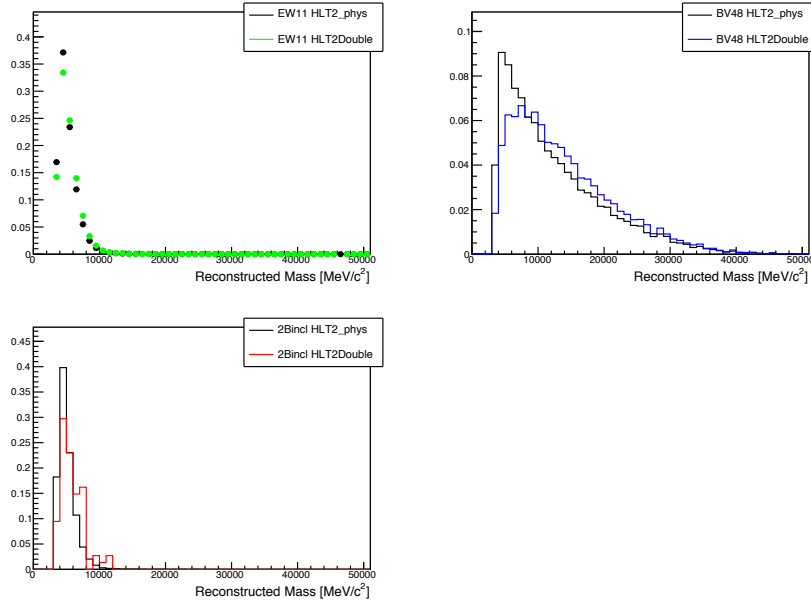 EW11 HLT2_phys
EW11 HLT2Double
0.4
0.35
0.3
0.25
0.2
0.15
0.1
0.05
0
0 10000 20000 30000 40000 50000
Reconstructed Mass [MeV/c²]
BV48 HLT2_phys
BV48 HLT2Double
0.1
0.08
0.06
0.04
0.02
0
0 10000 20000 30000 40000 50000
Reconstructed Mass [MeV/c²]
2Bincl HLT2_phys
2Bincl HLT2Double
0.45
0.4
0.35
0.3
0.25
0.2
0.15
0.1
0.05
0
0 10000 20000 30000 40000 50000
Reconstructed Mass [MeV/c²]